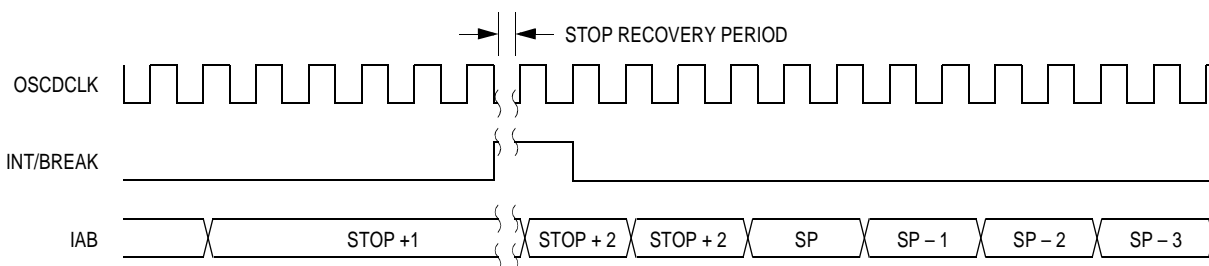 STOP RECOVERY PERIOD
OSCDCLK
INT/BREAK
IAB
STOP +1
STOP + 2
STOP + 2
SP
SP – 1
SP – 2
SP – 3